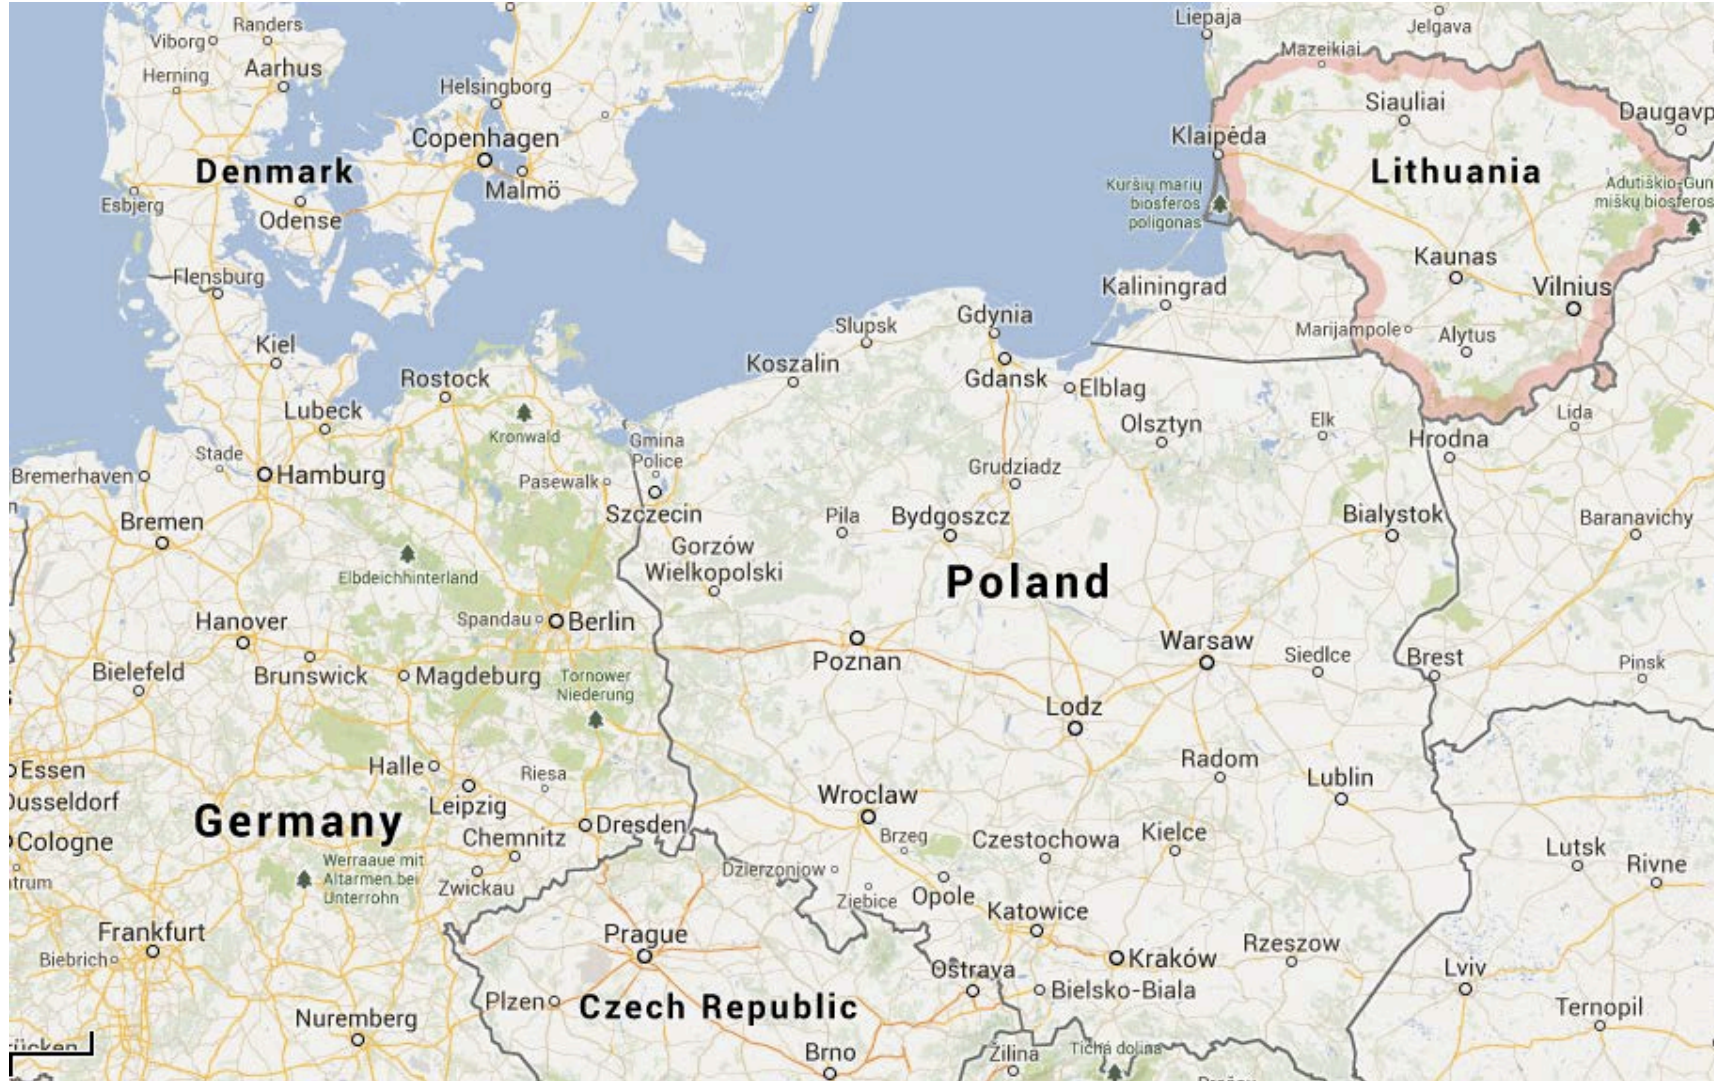 Randers
Liepaja
Jelgava
Viborg
Aarhus
Mazeikiai
Herning
Helsingborg
Siauliai
Daugavp
Copenhagen
Klaipėda
Denmark
Lithuania
Malmö
Kuršių marių
biosferos
poligonas
Adutiškio-Gun
miškų biosferos
Esbjerg
Odense
Kaunas
Flensburg
Kaliningrad
Vilnius
Slupsk
Gdynia
Marijampole
Alytus
Kiel
Koszalin
Rostock
Gdansk
Elblag
Lubeck
Olsztyn
Elk
Lida
Kronwald
Gmina
Police
Hrodna
Stade
Bremerhaven
Hamburg
Pasewalk
Grudziadz
Szczecin
Pila
Bydgoszcz
Bialystok
Baranavichy
Bremen
Gorzów
Wielkopolski
Elbdeichhinterland
Poland
Hanover
Spandau
Berlin
Warsaw
Poznan
Siedlce
Brest
Pinsk
Bielefeld
Brunswick
Magdeburg
Tornower
Niederung
Lodz
Halle
Riesa
Radom
Lublin
Essen
Dusseldorf
Leipzig
Wroclaw
Germany
Dresden
Cologne
Chemnitz
Brzeg
Czestochowa
Kielce
Lutsk
Rivne
Werraaue mit
Altarmen bei
Unterrohn
ntrum
Zwickau
Dzierzoniow
Ziebice
Opole
Katowice
Frankfurt
Prague
Rzeszow
Biebrich
Kraków
Ostrava
Lviv
Plzen
Czech Republic
Bielsko-Biala
Ternopil
Nuremberg
Brno
Žilina
Tichá dolina